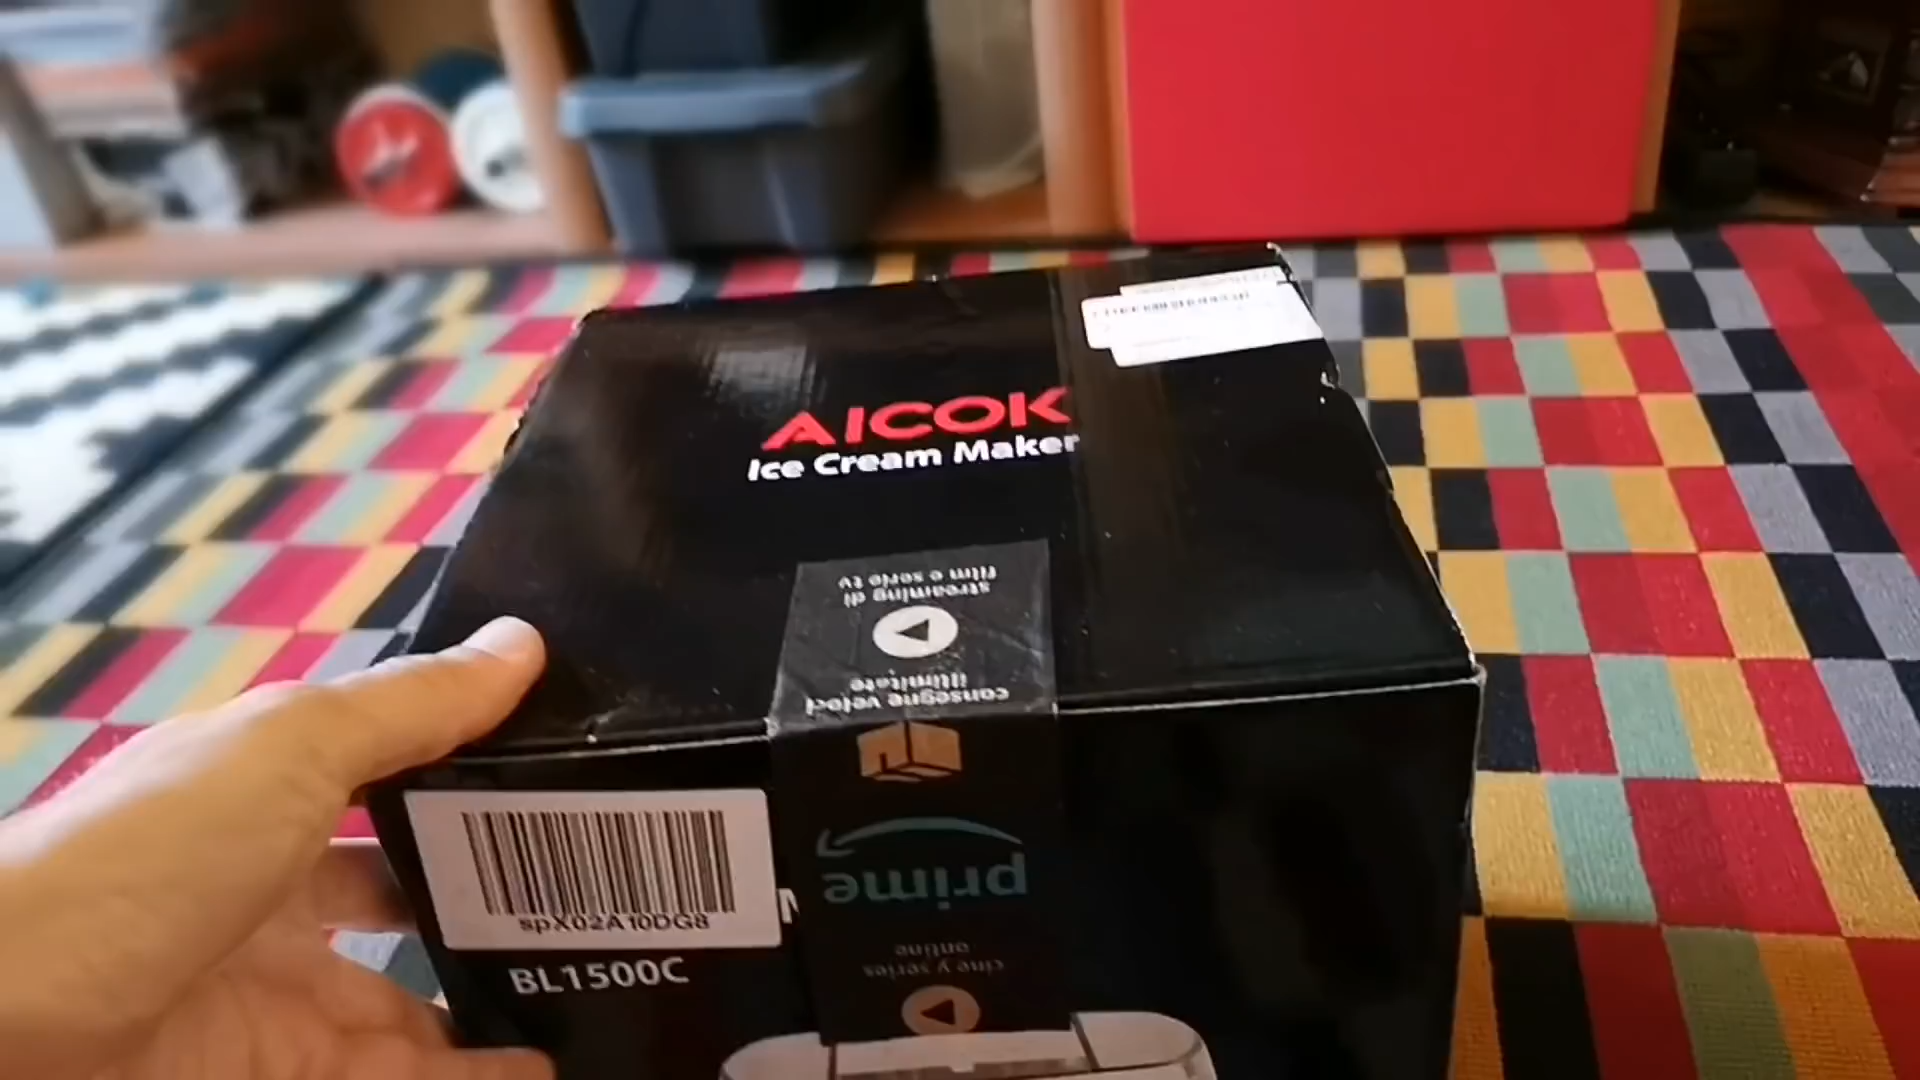 AICOK
Ice Cream Maker
streaming di
film e serie tv
consegne veloci
illimitate
prime
cine y series
online
spX02A10DG8
BL1500C